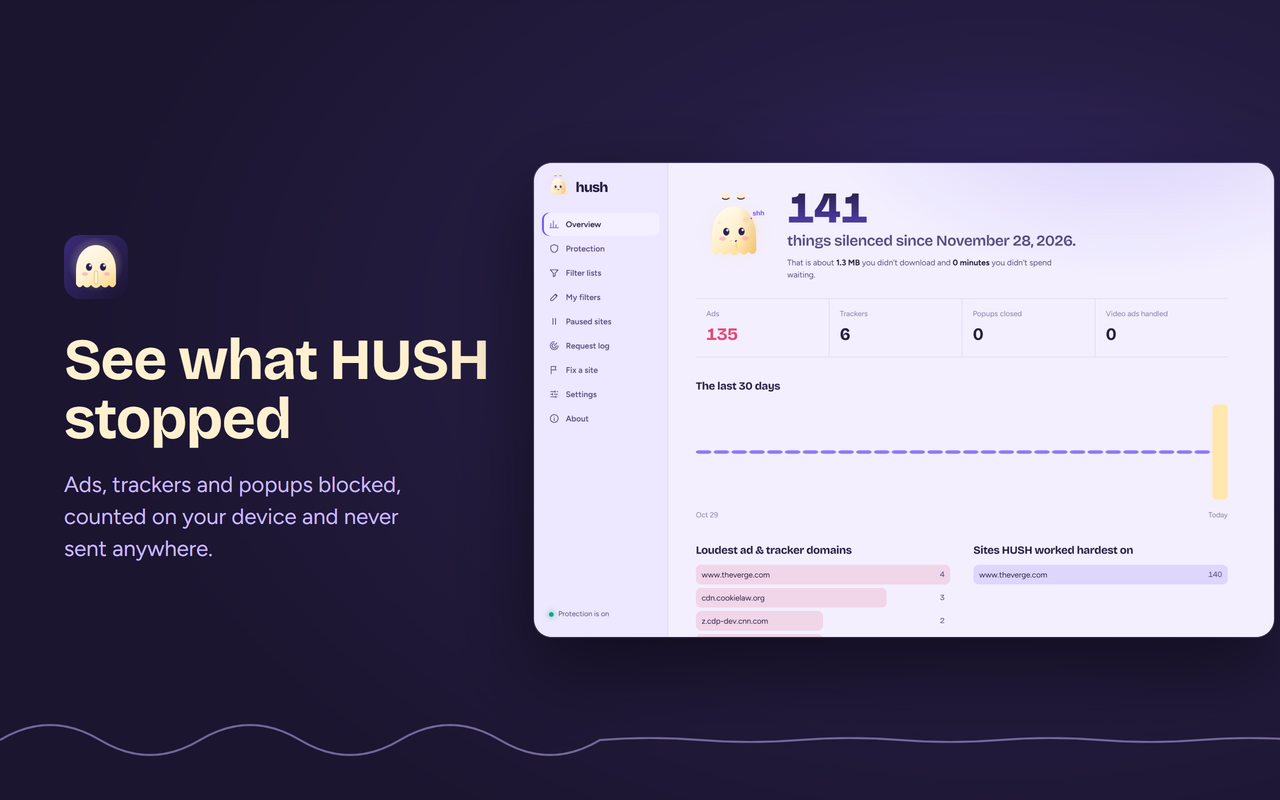 See what HUSH
stopped
Ads, trackers and popups blocked,
counted on your device and never
sent anywhere.
hush
Overview
Protection
Filter lists
My filters
Paused sites
Request log
Fix a site
Settings
About
Protection is on
shh
141
things silenced since November 28, 2026.
That is about 1.3 MB you didn't download and 0 minutes you didn't spend
waiting.
Ads
135
Trackers
6
Popups closed
0
Video ads handled
0
The last 30 days
Oct 29
Today
Loudest ad & tracker domains
www.theverge.com 4
cdn.cookielaw.org 3
z.cdp-dev.cnn.com 2
Sites HUSH worked hardest on
www.theverge.com 140